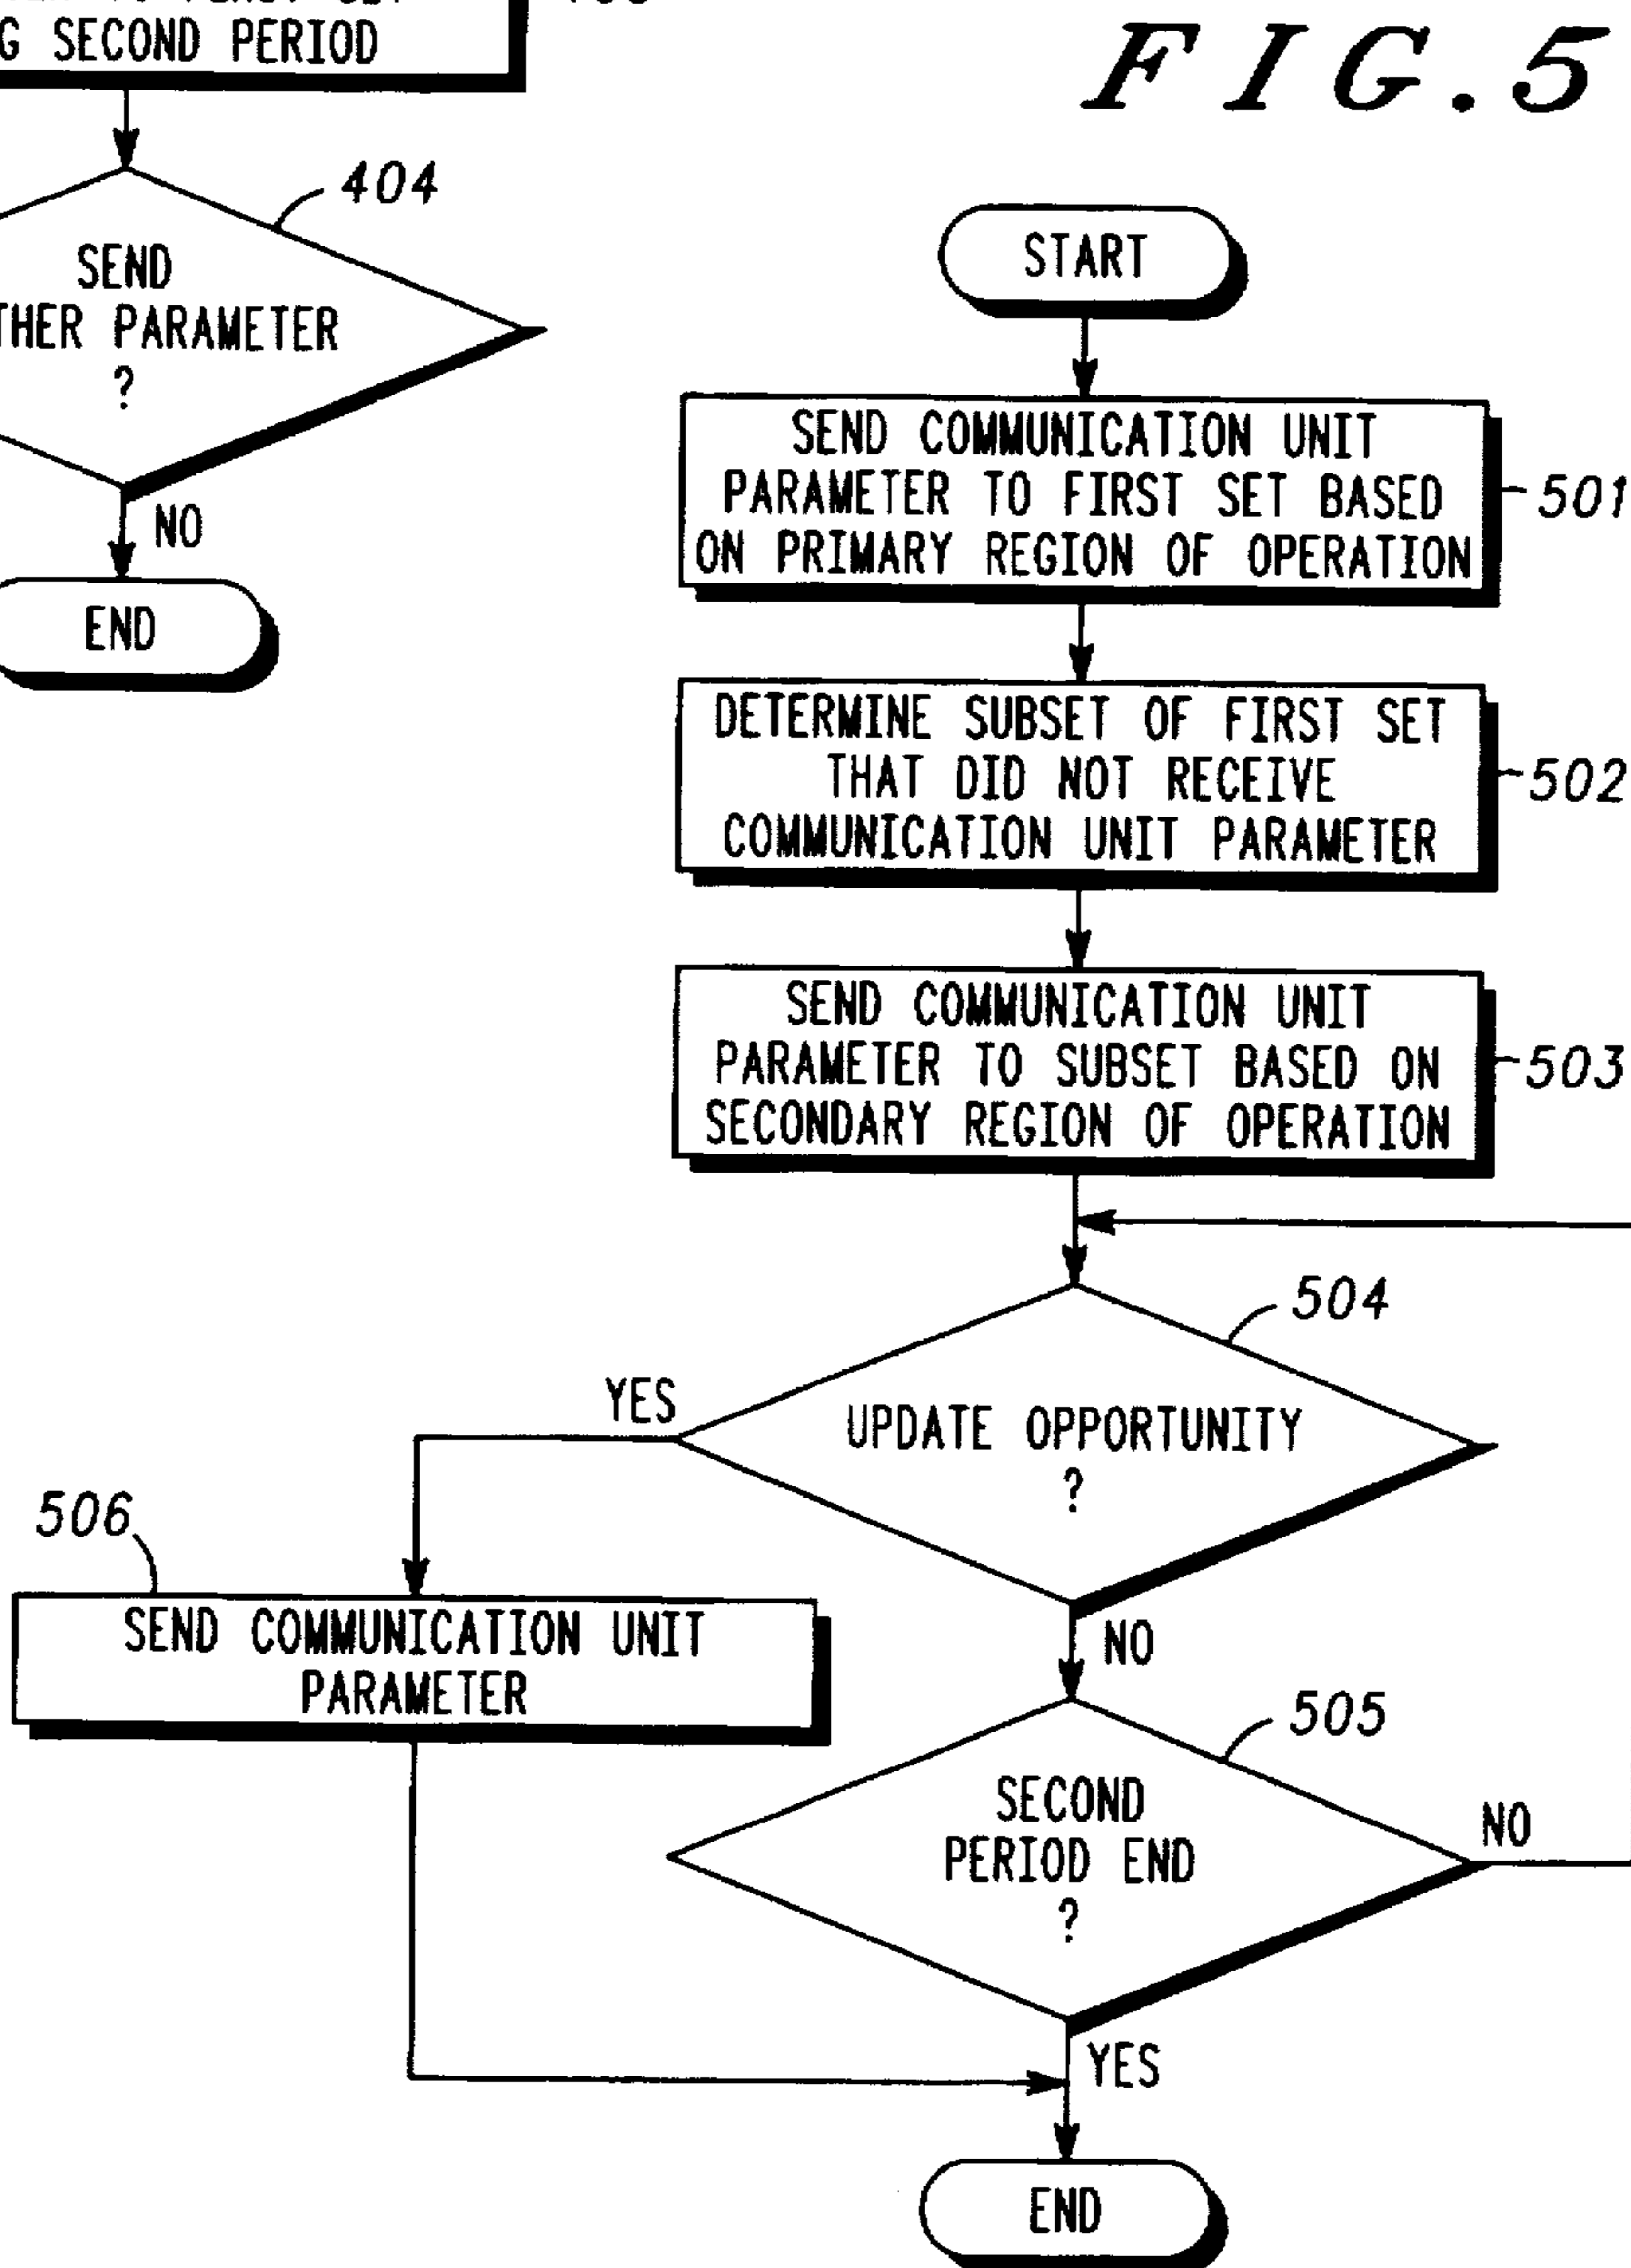 G SECOND PERIOD
404
SEND
THER PARAMETER
?
NO
END
FIG.5
START
SEND COMMUNICATION UNIT
PARAMETER TO FIRST SET BASED
ON PRIMARY REGION OF OPERATION
501
DETERMINE SUBSET OF FIRST SET
THAT DID NOT RECEIVE
COMMUNICATION UNIT PARAMETER
502
SEND COMMUNICATION UNIT
PARAMETER TO SUBSET BASED ON
SECONDARY REGION OF OPERATION
503
504
UPDATE OPPORTUNITY
?
YES
506
SEND COMMUNICATION UNIT
PARAMETER
NO
505
SECOND
PERIOD END
?
NO
YES
END